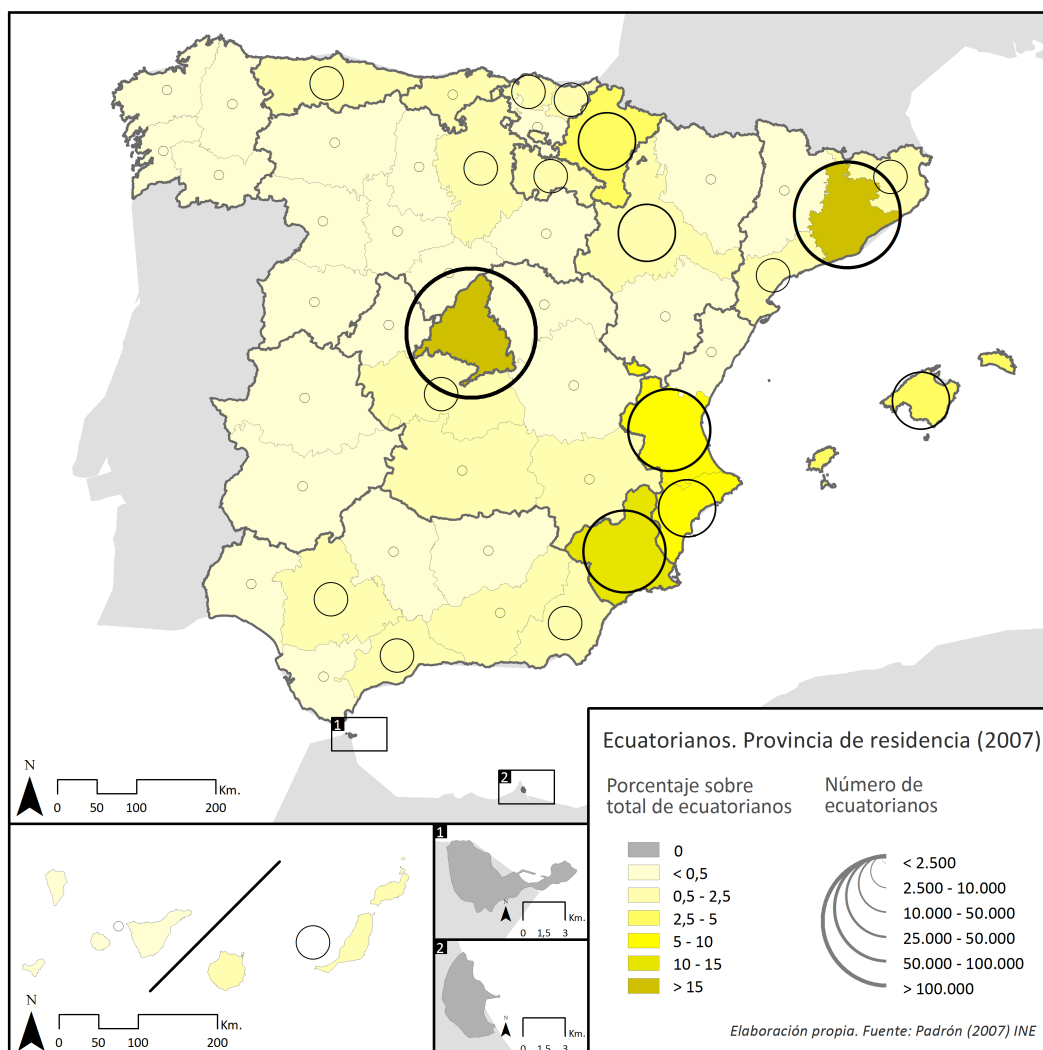 1
2
N
0
50
100
200
Km.
Ecuatorianos. Provincia de residencia (2007)
Porcentaje sobre
total de ecuatorianos
0
< 0,5
0,5 - 2,5
2,5 - 5
5 - 10
10 - 15
> 15
Número de
ecuatorianos
< 2.500
2.500 - 10.000
10.000 - 50.000
25.000 - 50.000
50.000 - 100.000
> 100.000
Elaboración propia. Fuente: Padrón (2007) INE
N
0
50
100
200
Km.
1
N
Km.
0
1,5
3
2
N
Km.
0
1,5
3